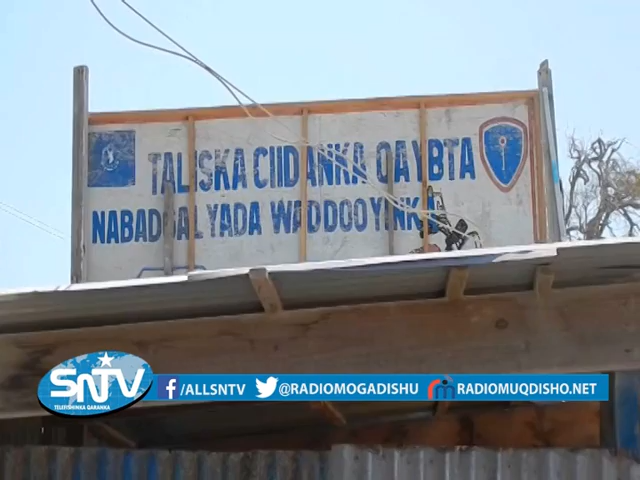 TALISKA CIIDANKA QAYBTA
NABADGALYADA WADDOOYINKA
SNTV
TELEFISHINKA QARANKA
/ALLSNTV @RADIOMOGADISHU RADIOMUQDISHO.NET